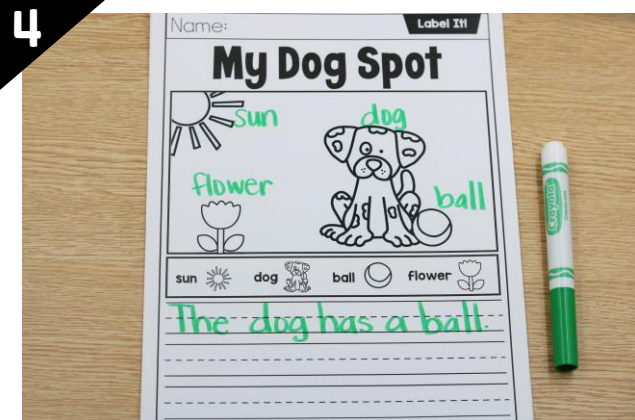 4
Name:
Label It!
My Dog Spot
sun
dog
flower
ball
sun dog ball flower
The dog has a ball.
Crayola